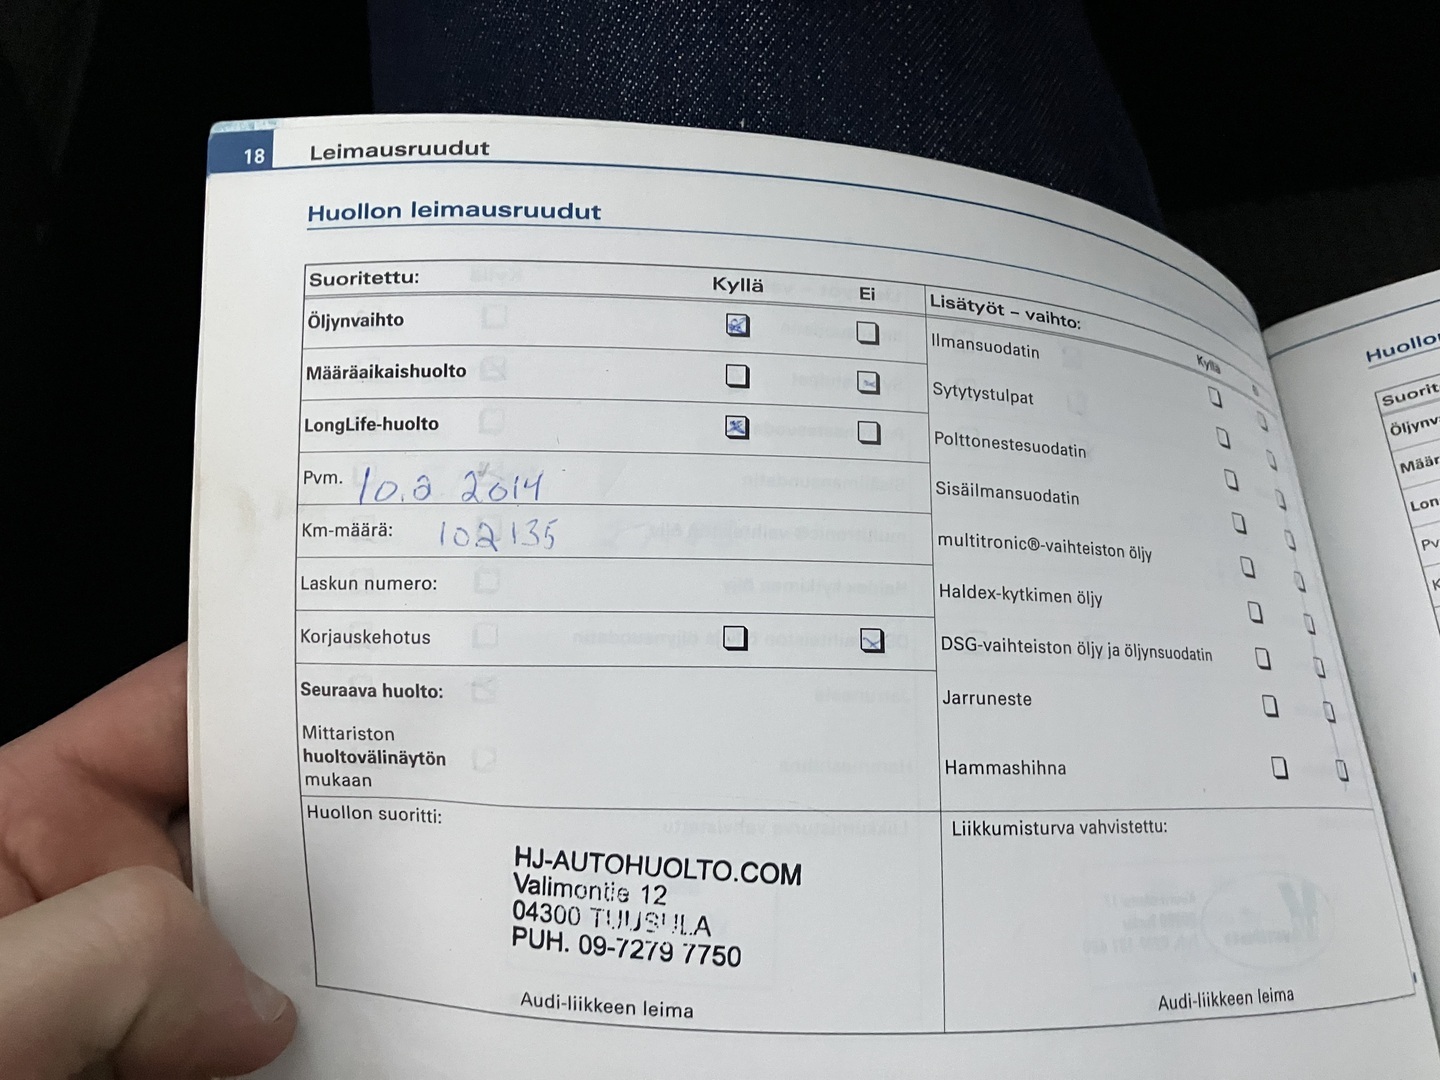 18 Leimausruudut
Huollon leimausruudut
Suoritettu: Kyllä Ei
Öljynvaihto
Määräaikaishuolto
LongLife-huolto
Pvm. 10.2 2014
Km-määrä: 102135
Laskun numero:
Korjauskehotus
Seuraava huolto:
Mittariston
huoltovälinäytön
mukaan
Huollon suoritti:
HJ-AUTOHUOLTO.COM
Valimontie 12
04300 TUUSULA
PUH. 09-7279 7750
Audi-liikkeen leima
Lisätyöt – vaihto:
Kyllä
Ilmansuodatin
Sytytystulpat
Polttonestesuodatin
Sisäilmansuodatin
multitronic®-vaihteiston öljy
Haldex-kytkimen öljy
DSG-vaihteiston öljy ja öljynsuodatin
Jarruneste
Hammashihna
Liikkumisturva vahvistettu:
Audi-liikkeen leima
Huollo
Suorit
Öljynv
Määr
Lon
Pv